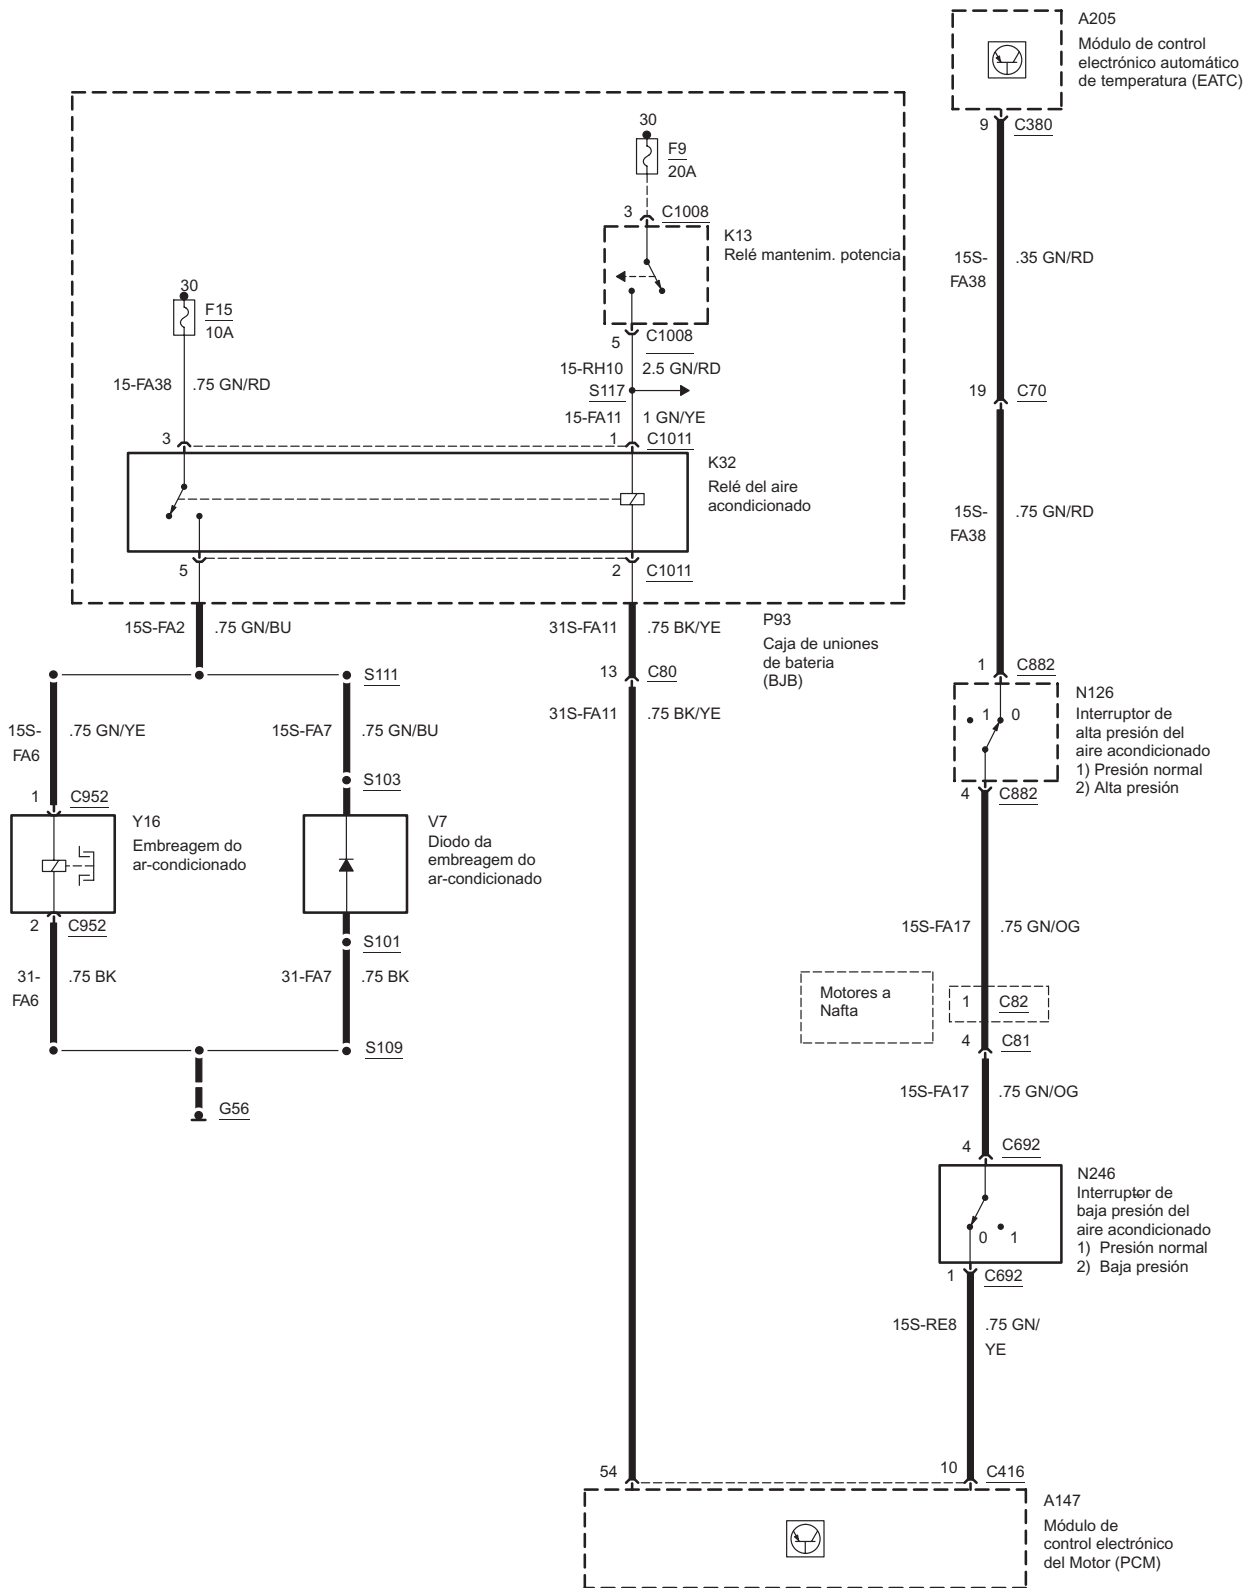 A205
Módulo de control
electrónico automático
de temperatura (EATC)
9 C380
30
F9
20A
3 C1008
K13
Relé mantenim. potencia
15S-
FA38
.35 GN/RD
30
F15
10A
5 C1008
15-RH10 2.5 GN/RD
15-FA38 .75 GN/RD
S117
19 C70
15-FA11 1 GN/YE
3
1 C1011
K32
Relé del aire
acondicionado
15S-
FA38
.75 GN/RD
5
2 C1011
15S-FA2 .75 GN/BU
31S-FA11 .75 BK/YE
P93
Caja de uniones
de bateria
(BJB)
S111
13 C80
1 C882
31S-FA11 .75 BK/YE
N126
Interruptor de
alta presión del
aire acondicionado
1) Presión normal
2) Alta presión
1 0
15S-
FA6
.75 GN/YE
15S-FA7 .75 GN/BU
S103
1 C952
4 C882
Y16
Embreagem do
ar-condicionado
V7
Diodo da
embreagem do
ar-condicionado
2 C952
S101
15S-FA17 .75 GN/OG
31-
FA6
.75 BK
31-FA7 .75 BK
Motores a
Nafta
1 C82
4 C81
S109
15S-FA17 .75 GN/OG
G56
4 C692
N246
Interruptor de
baja presión del
aire acondicionado
1) Presión normal
2) Baja presión
0 1
1 C692
15S-RE8 .75 GN/
YE
54
10 C416
A147
Módulo de
control electrónico
del Motor (PCM)